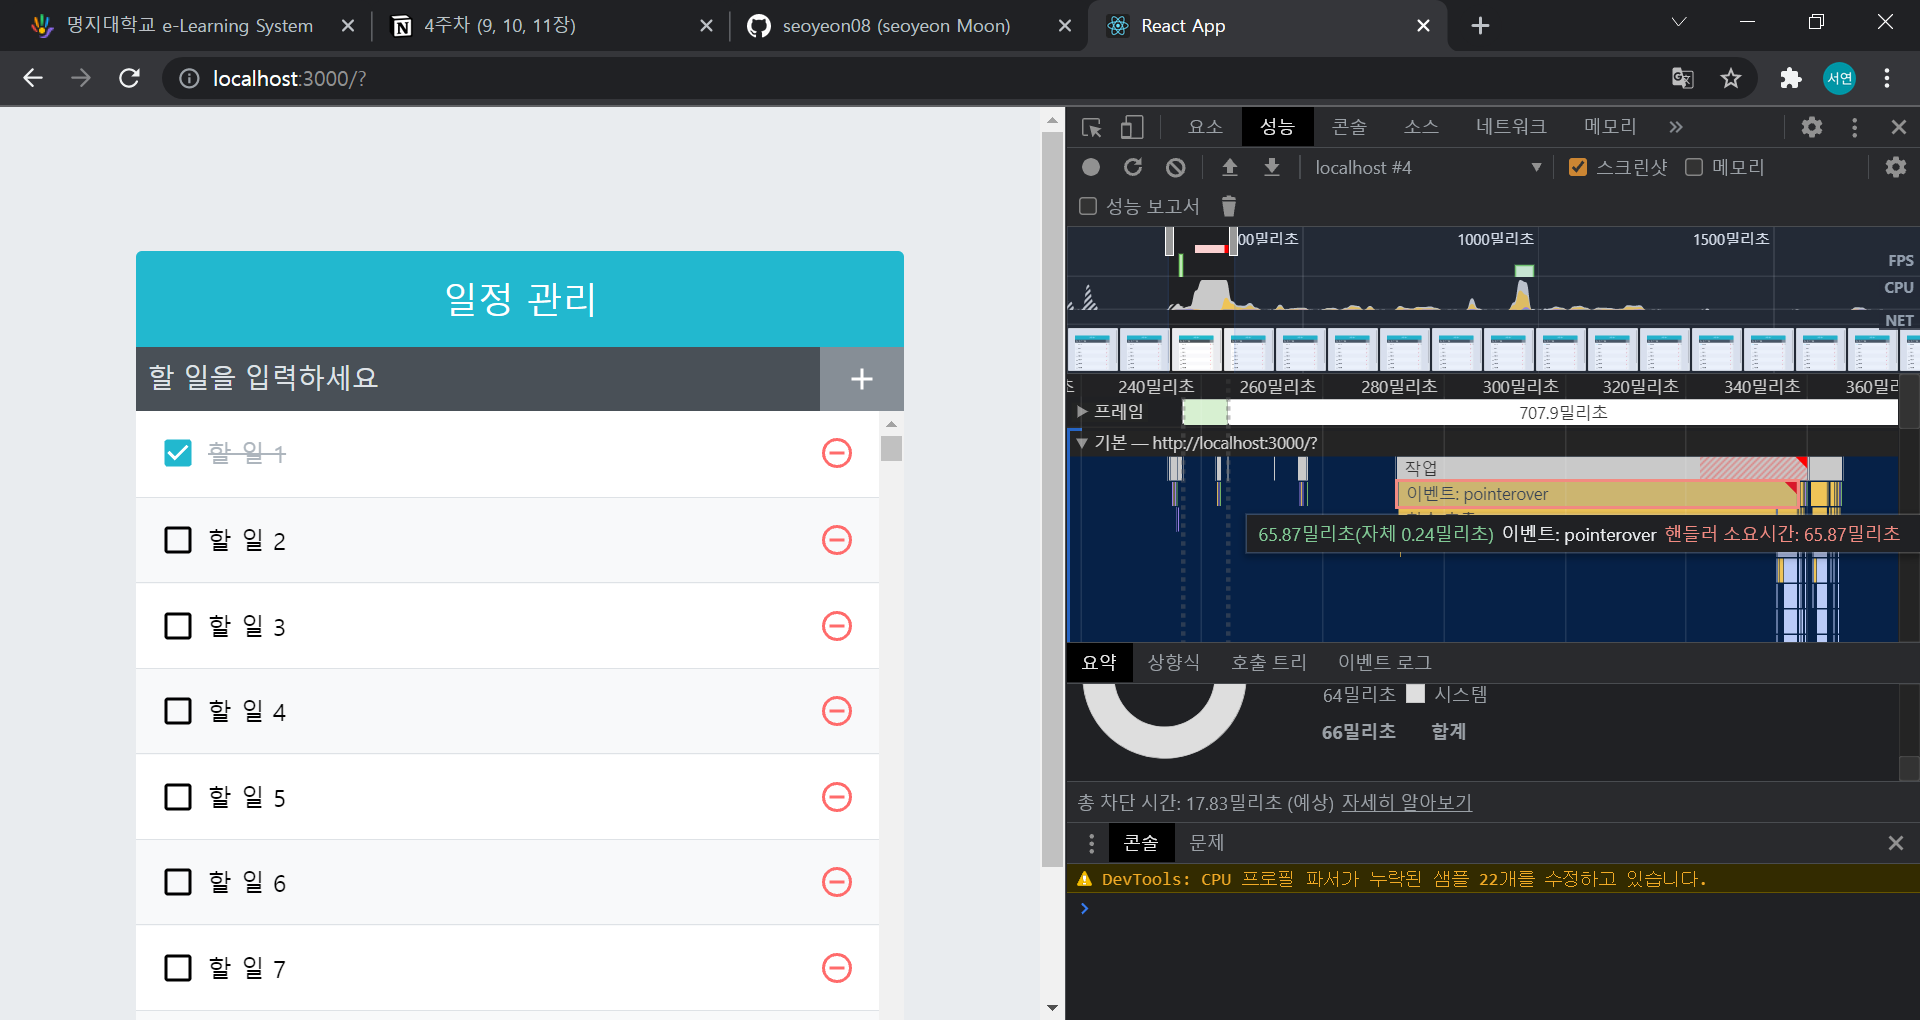 명지대학교 e-Learning System
4주차 (9, 10, 11장)
seoyeon08 (seoyeon Moon)
React App
localhost:3000/?
서연
일정 관리
할 일을 입력하세요
+
할 일 1
할 일 2
할 일 3
할 일 4
할 일 5
할 일 6
할 일 7
요소 성능 콘솔 소스 네트워크 메모리
localhost #4 스크린샷 메모리
성능 보고서
00밀리초 1000밀리초 1500밀리초
FPS
CPU
NET
240밀리초 260밀리초 280밀리초 300밀리초 320밀리초 340밀리초 360밀리
프레임 707.9밀리초
기본 — http://localhost:3000/?
작업
이벤트: pointerover
65.87밀리초(자체 0.24밀리초) 이벤트: pointerover 핸들러 소요시간: 65.87밀리초
요약 상향식 호출 트리 이벤트 로그
64밀리초 시스템
66밀리초 합계
총 차단 시간: 17.83밀리초 (예상) 자세히 알아보기
콘솔 문제
DevTools: CPU 프로필 파서가 누락된 샘플 22개를 수정하고 있습니다.